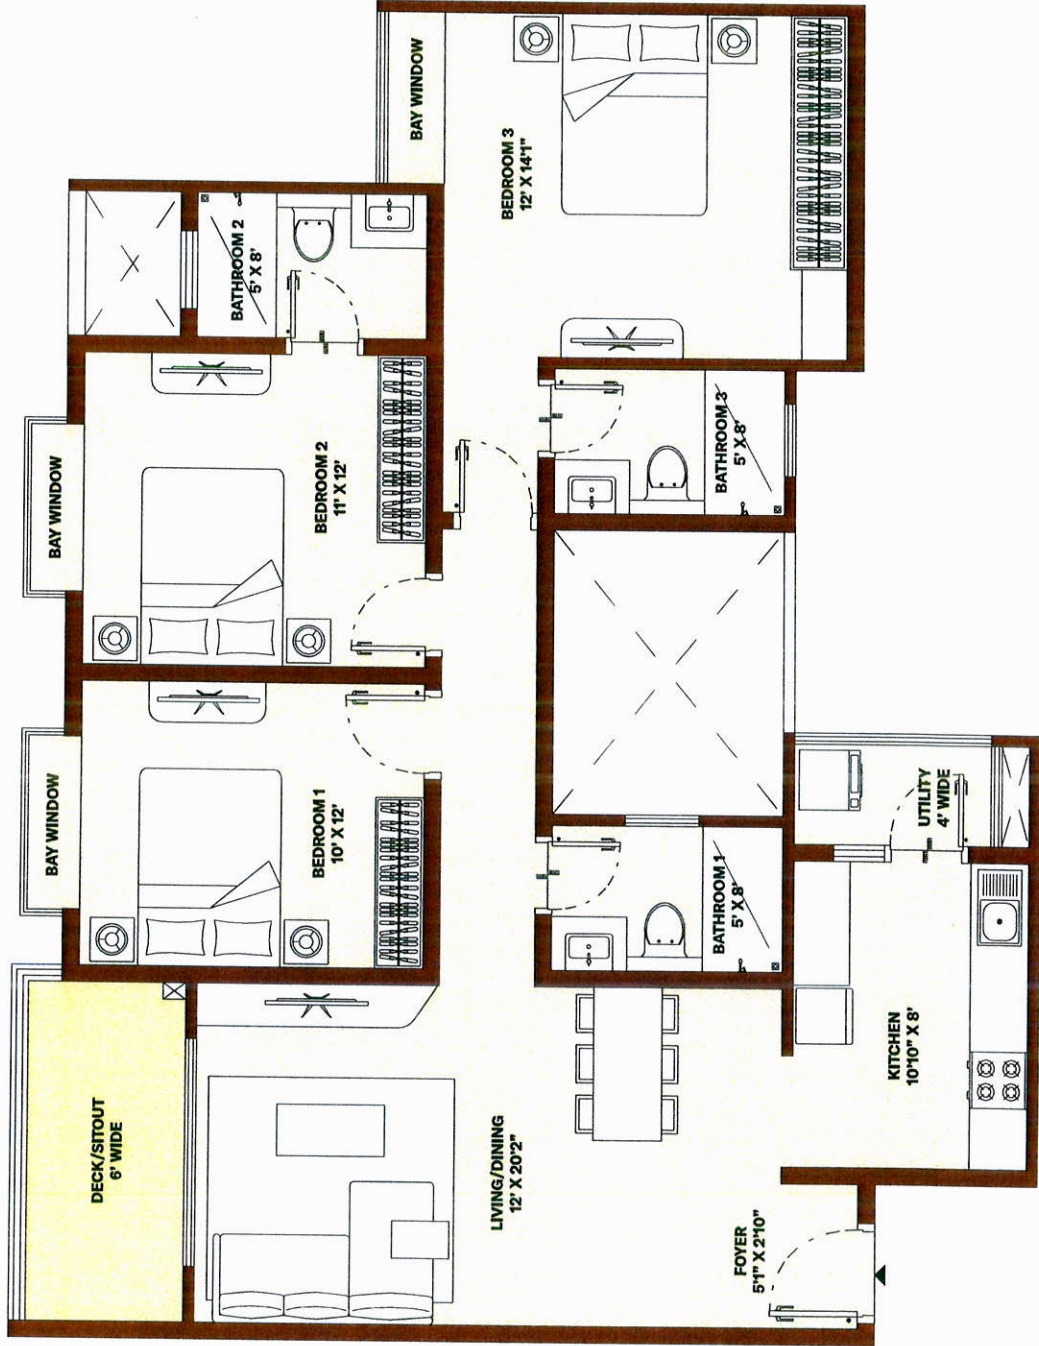 BAY WINDOW
BEDROOM 3
12' X 14'1"
BATHROOM 2
5' X 8'
BAY WINDOW
BEDROOM 2
11' X 12'
BATHROOM 3
5' X 8'
BAY WINDOW
BEDROOM 1
10' X 12'
BATHROOM 1
5' X 8'
UTILITY
4' WIDE
DECK/SITOUT
6' WIDE
LIVING/DINING
12' X 20'2"
KITCHEN
10'10" X 8'
FOYER
5'1" X 2'10"